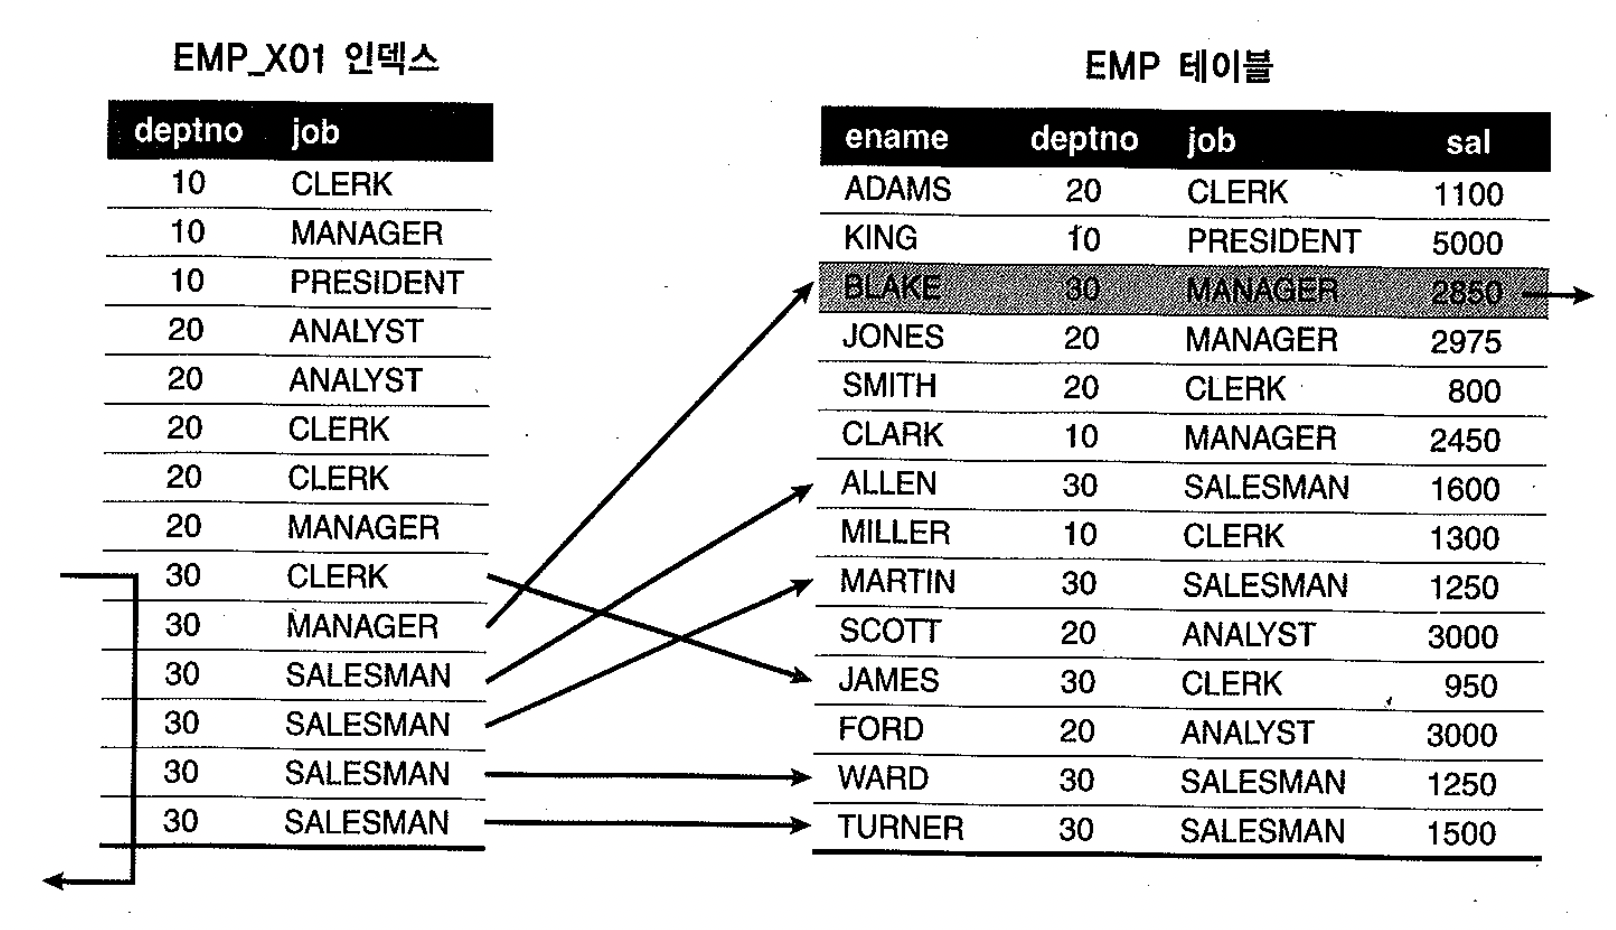 EMP_X01 인덱스
deptno job
10 CLERK
10 MANAGER
10 PRESIDENT
20 ANALYST
20 ANALYST
20 CLERK
20 CLERK
20 MANAGER
30 CLERK
30 MANAGER
30 SALESMAN
30 SALESMAN
30 SALESMAN
30 SALESMAN
EMP 테이블
ename deptno job sal
ADAMS 20 CLERK 1100
KING 10 PRESIDENT 5000
BLAKE 30 MANAGER 2850
JONES 20 MANAGER 2975
SMITH 20 CLERK 800
CLARK 10 MANAGER 2450
ALLEN 30 SALESMAN 1600
MILLER 10 CLERK 1300
MARTIN 30 SALESMAN 1250
SCOTT 20 ANALYST 3000
JAMES 30 CLERK 950
FORD 20 ANALYST 3000
WARD 30 SALESMAN 1250
TURNER 30 SALESMAN 1500